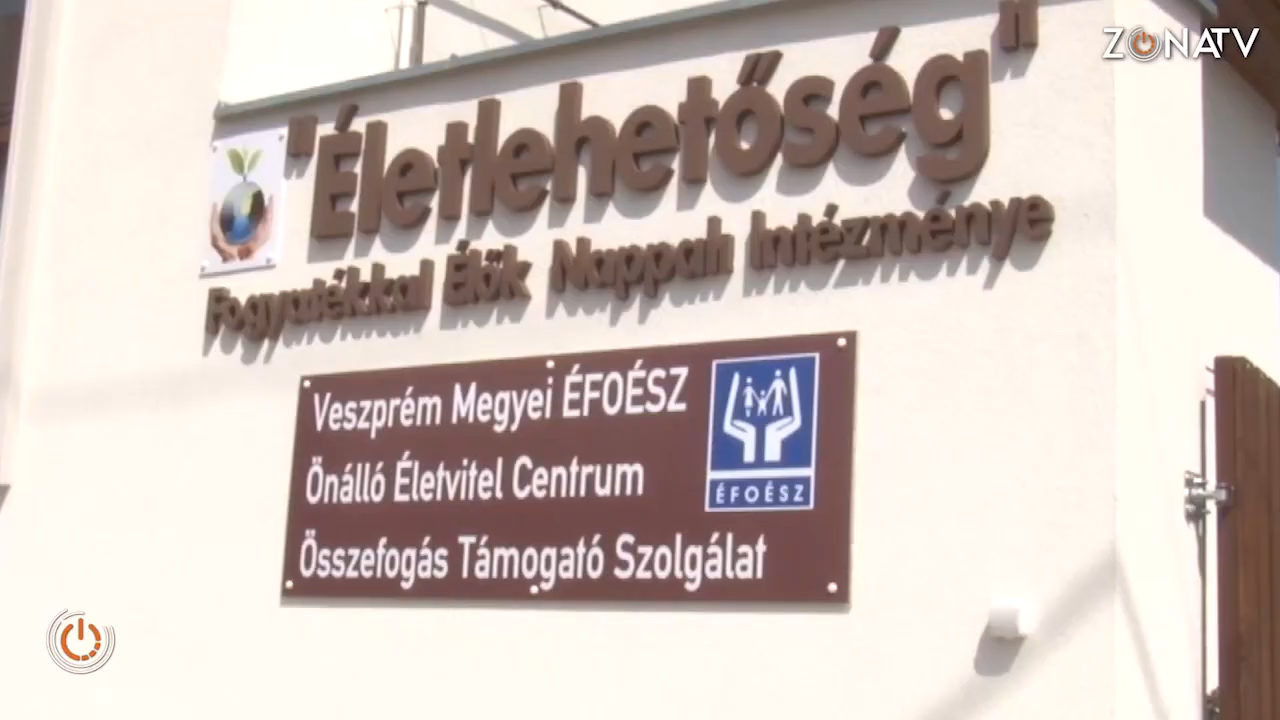 ZONATV
"Életlehetőség"
Fogyatékkal Élők Nappali Intézménye
Veszprém Megyei ÉFOÉSZ
Önálló Életvitel Centrum
Összefogás Támogató Szolgálat
ÉFOÉSZ